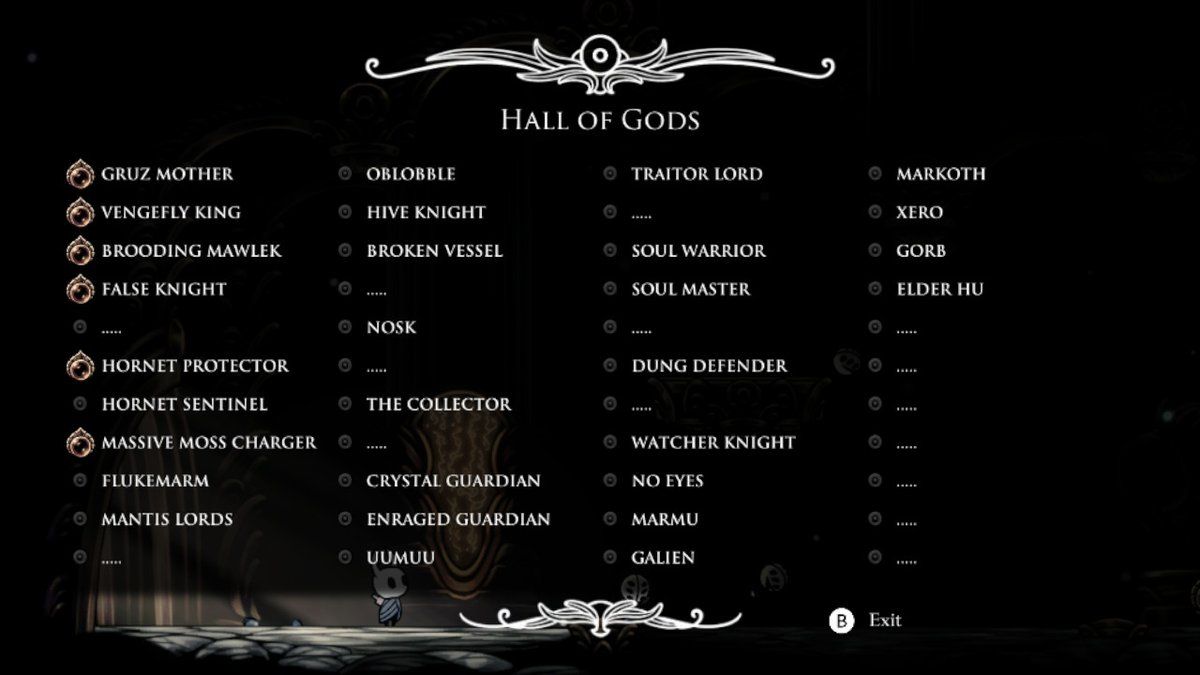 HALL OF GODS
GRUZ MOTHER
VENGEFLY KING
BROODING MAWLEK
FALSE KNIGHT
.....
HORNET PROTECTOR
HORNET SENTINEL
MASSIVE MOSS CHARGER
FLUKEMARM
MANTIS LORDS
.....
OBLOBBLE
HIVE KNIGHT
BROKEN VESSEL
.....
NOSK
.....
THE COLLECTOR
.....
CRYSTAL GUARDIAN
ENRAGED GUARDIAN
UUMUU
TRAITOR LORD
.....
SOUL WARRIOR
SOUL MASTER
.....
DUNG DEFENDER
.....
WATCHER KNIGHT
NO EYES
MARMU
GALIEN
MARKOTH
XERO
GORB
ELDER HU
.....
.....
.....
.....
.....
.....
.....
B Exit